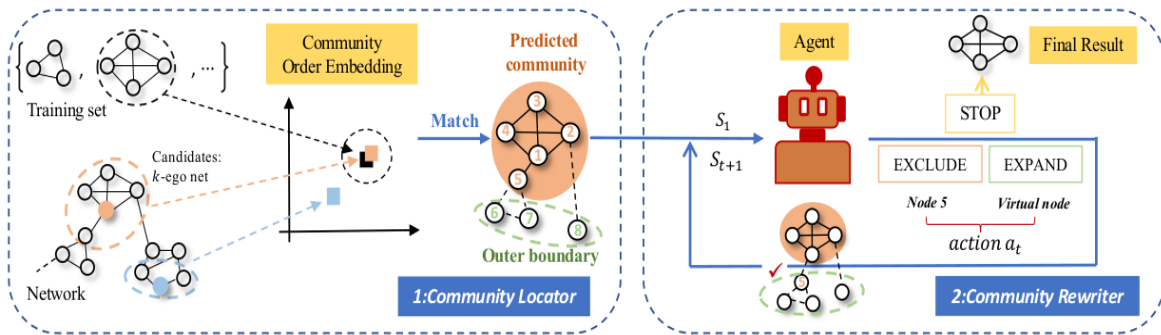 { , , ... }
Training set
Candidates:
k-ego net
Network
Community
Order Embedding
Match
Predicted
community
3
4
2
1
5
6
7
8
Outer boundary
1:Community Locator
S1
St+1
Agent
STOP
Final Result
EXCLUDE
EXPAND
Node 5
Virtual node
action at
✓
5
2:Community Rewriter